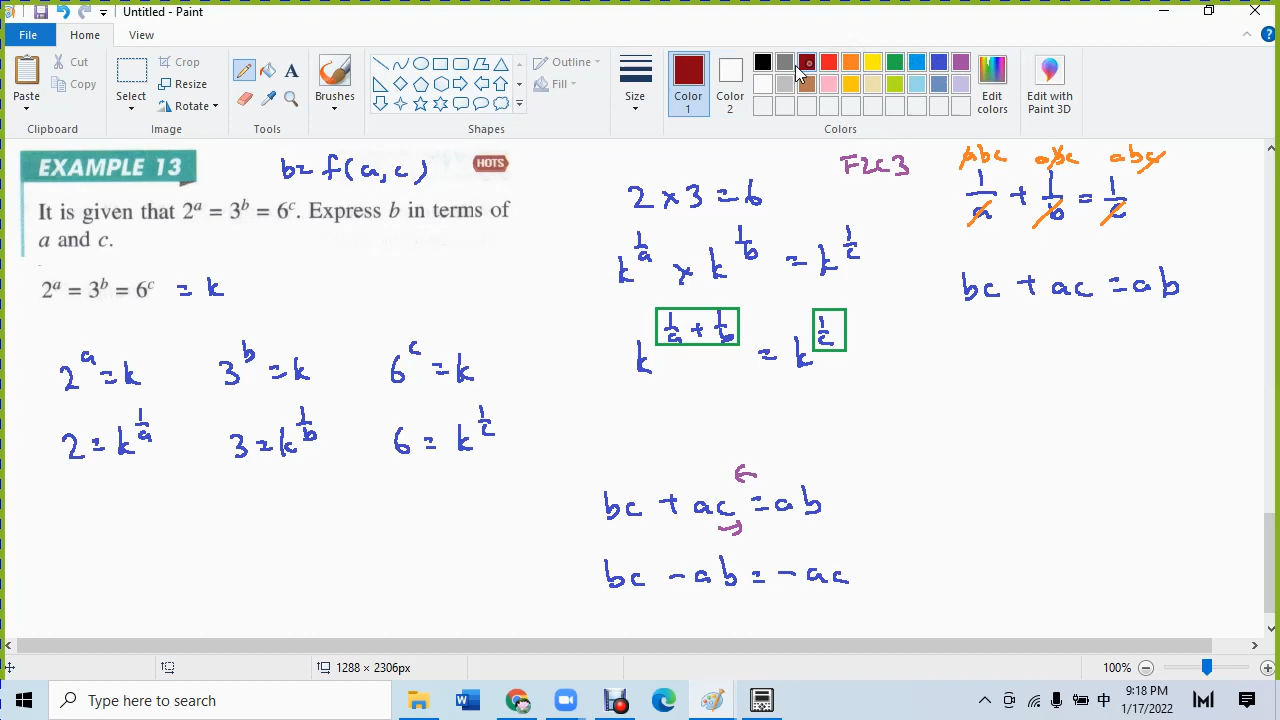 Untitled - Paint
File Home View
Paste Cut Copy Clipboard
Select Crop Resize Rotate Image
Tools
Brushes
Outline Fill Shapes
Size
Color 1 Color 2 Edit colors Colors
Edit with Paint 3D
EXAMPLE 13
b = f(a, c)
HOTS
It is given that 2^a = 3^b = 6^c. Express b in terms of
a and c.
2^a = 3^b = 6^c = k
2^a = k 3^b = k 6^c = k
2 = k^(1/a) 3 = k^(1/b) 6 = k^(1/c)
F2C3
2 × 3 = 6
k^(1/a) × k^(1/b) = k^(1/c)
k^(1/a + 1/b) = k^(1/c)
bc + ac = ab
bc - ab = - ac
abc abc abc
1/a + 1/b = 1/c
bc + ac = ab
1288 × 2306px
100%
Type here to search
中
9:18 PM
1/17/2022